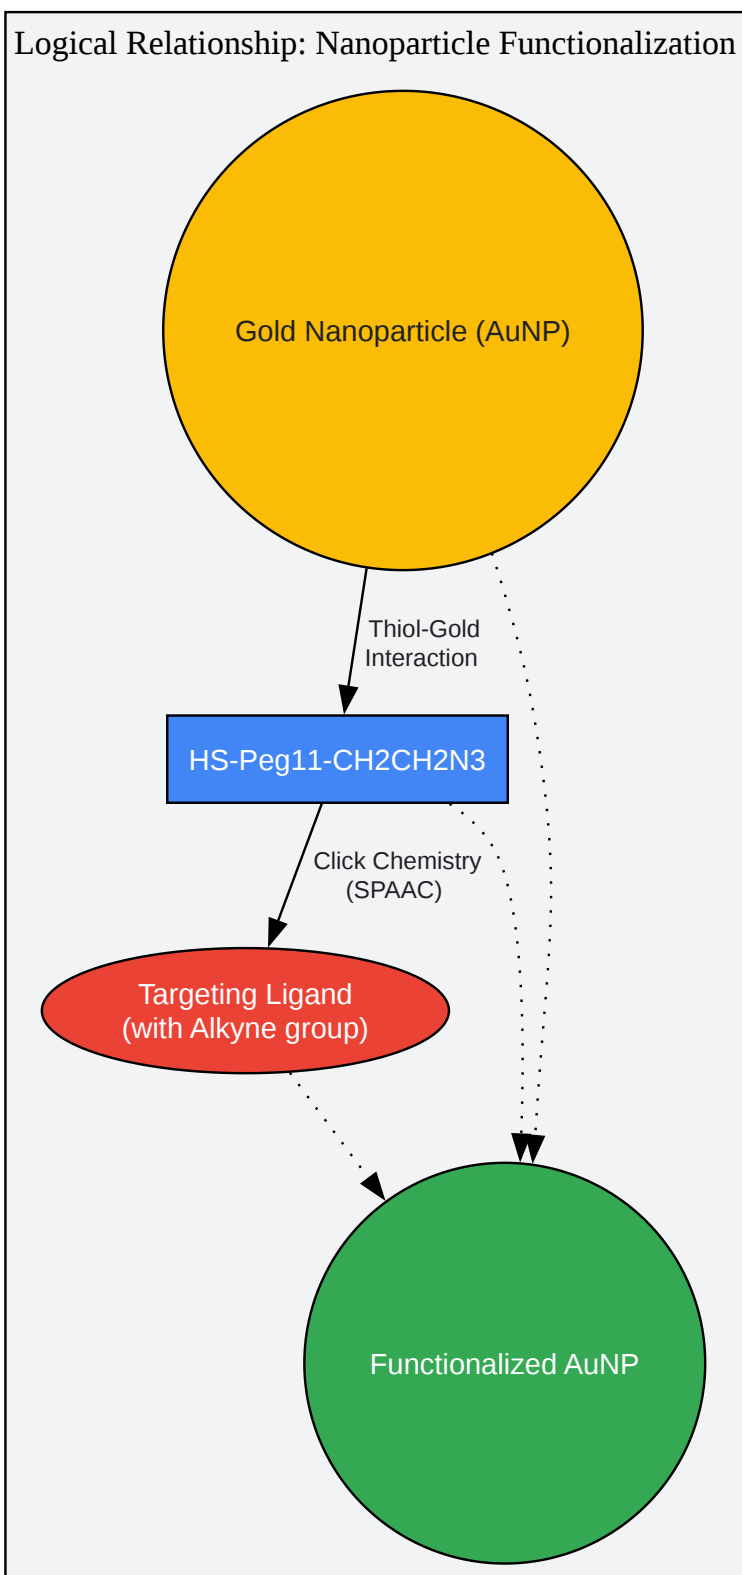 Logical Relationship: Nanoparticle Functionalization
Gold Nanoparticle (AuNP)
Thiol-Gold
Interaction
HS-Peg11-CH2CH2N3
Click Chemistry
(SPAAC)
Targeting Ligand
(with Alkyne group)
Functionalized AuNP